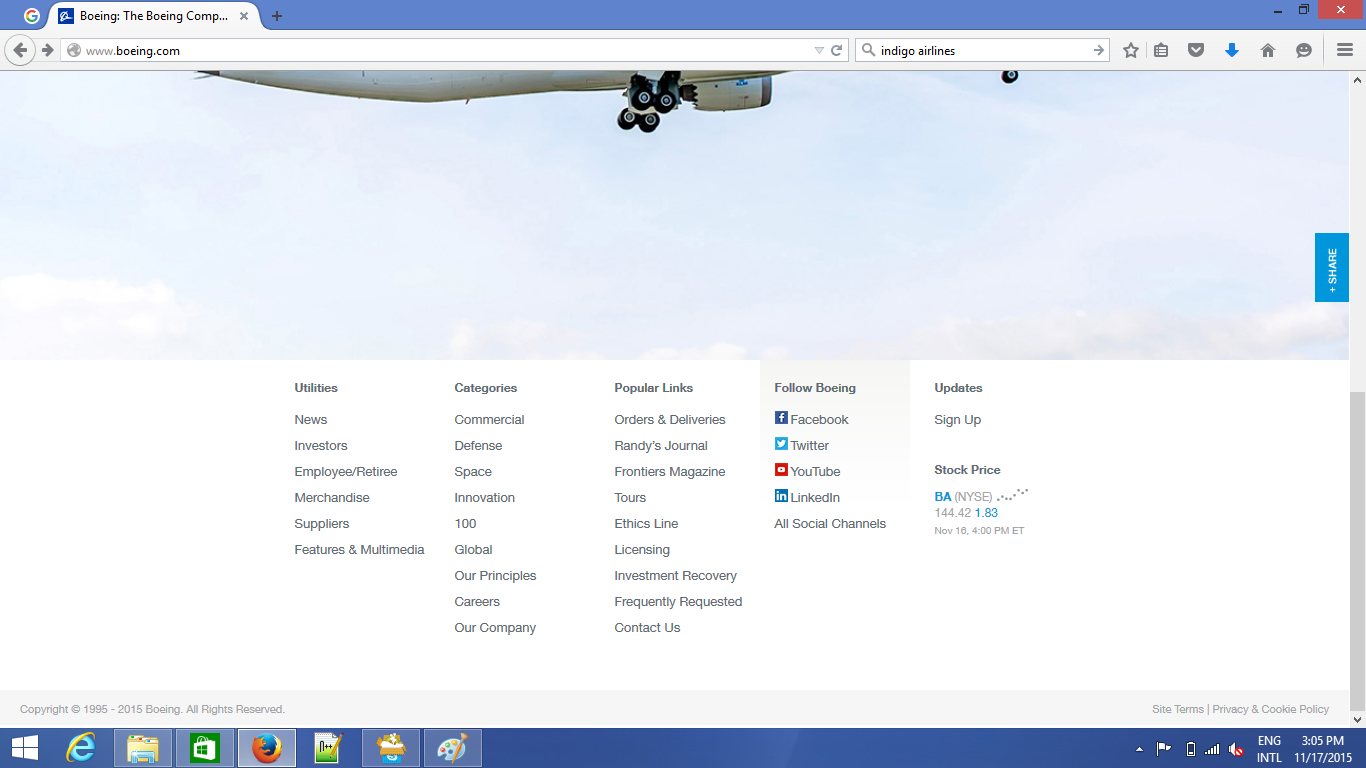 Boeing: The Boeing Comp...
www.boeing.com
indigo airlines
KLM
+ SHARE
Utilities
News
Investors
Employee/Retiree
Merchandise
Suppliers
Features & Multimedia
Categories
Commercial
Defense
Space
Innovation
100
Global
Our Principles
Careers
Our Company
Popular Links
Orders & Deliveries
Randy's Journal
Frontiers Magazine
Tours
Ethics Line
Licensing
Investment Recovery
Frequently Requested
Contact Us
Follow Boeing
Facebook
Twitter
YouTube
LinkedIn
All Social Channels
Updates
Sign Up
Stock Price
BA (NYSE)
144.42 1.83
Nov 16, 4:00 PM ET
Copyright © 1995 - 2015 Boeing. All Rights Reserved.
Site Terms | Privacy & Cookie Policy
ENG
INTL
3:05 PM
11/17/2015